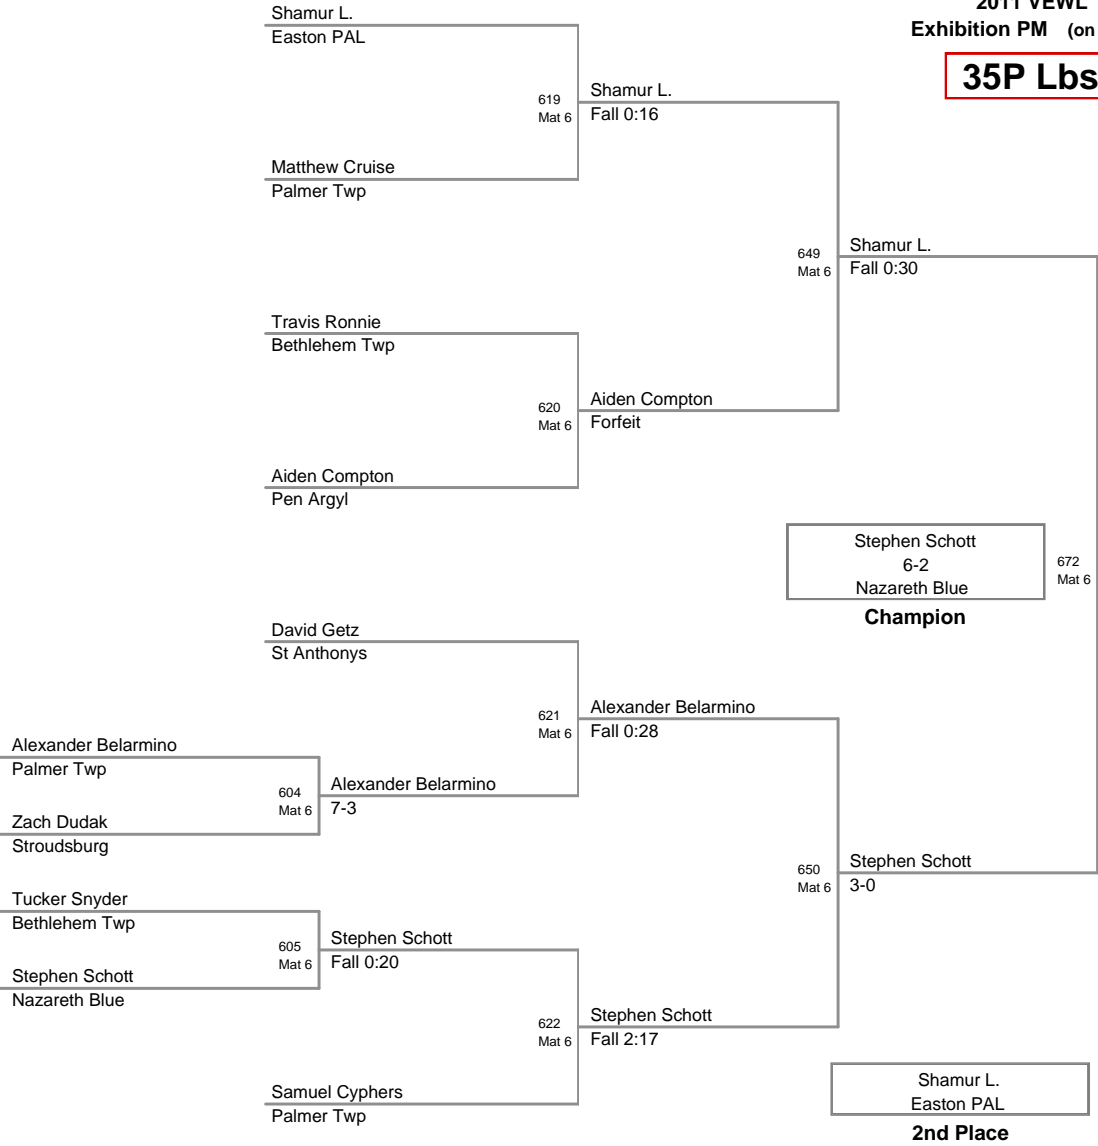 2011 VEWL
Exhibition PM (on
35P Lbs
Shamur L.
Easton PAL
619
Mat 6
Shamur L.
Fall 0:16
Matthew Cruise
Palmer Twp
649
Mat 6
Shamur L.
Fall 0:30
Travis Ronnie
Bethlehem Twp
620
Mat 6
Aiden Compton
Forfeit
Aiden Compton
Pen Argyl
Stephen Schott
6-2
Nazareth Blue
Champion
672
Mat 6
David Getz
St Anthonys
621
Mat 6
Alexander Belarmino
Fall 0:28
Alexander Belarmino
Palmer Twp
604
Mat 6
Alexander Belarmino
7-3
Zach Dudak
Stroudsburg
650
Mat 6
Stephen Schott
3-0
Tucker Snyder
Bethlehem Twp
605
Mat 6
Stephen Schott
Fall 0:20
Stephen Schott
Nazareth Blue
622
Mat 6
Stephen Schott
Fall 2:17
Samuel Cyphers
Palmer Twp
Shamur L.
Easton PAL
2nd Place